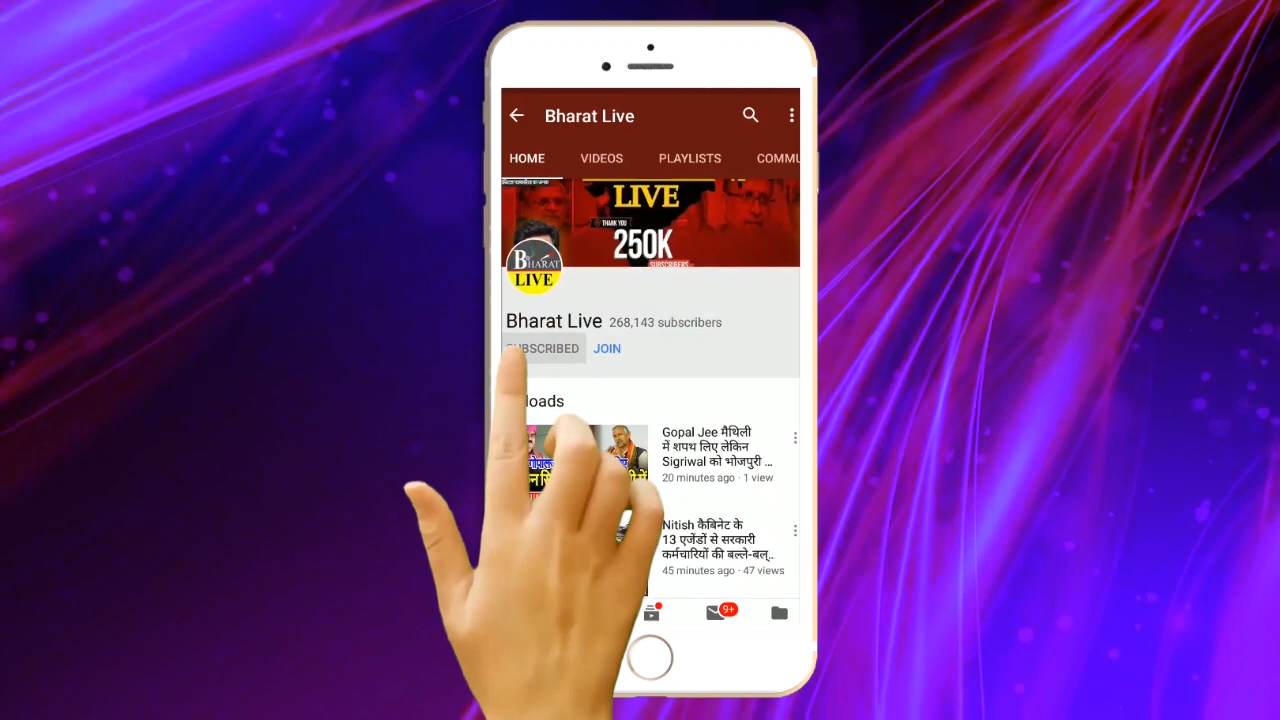 Bharat Live
HOME VIDEOS PLAYLISTS COMMU
LIVE
THANK YOU
250K
SUBSCRIBERS
BHARAT
LIVE
Bharat Live 268,143 subscribers
SUBSCRIBED JOIN
loads
Gopal Jee मैथिली
में शपथ लिए लेकिन
Sigriwal को भोजपुरी ...
20 minutes ago · 1 view
Nitish कैबिनेट के
13 एजेंडों से सरकारी
कर्मचारियों की बल्ले-बल्..
45 minutes ago · 47 views
9+